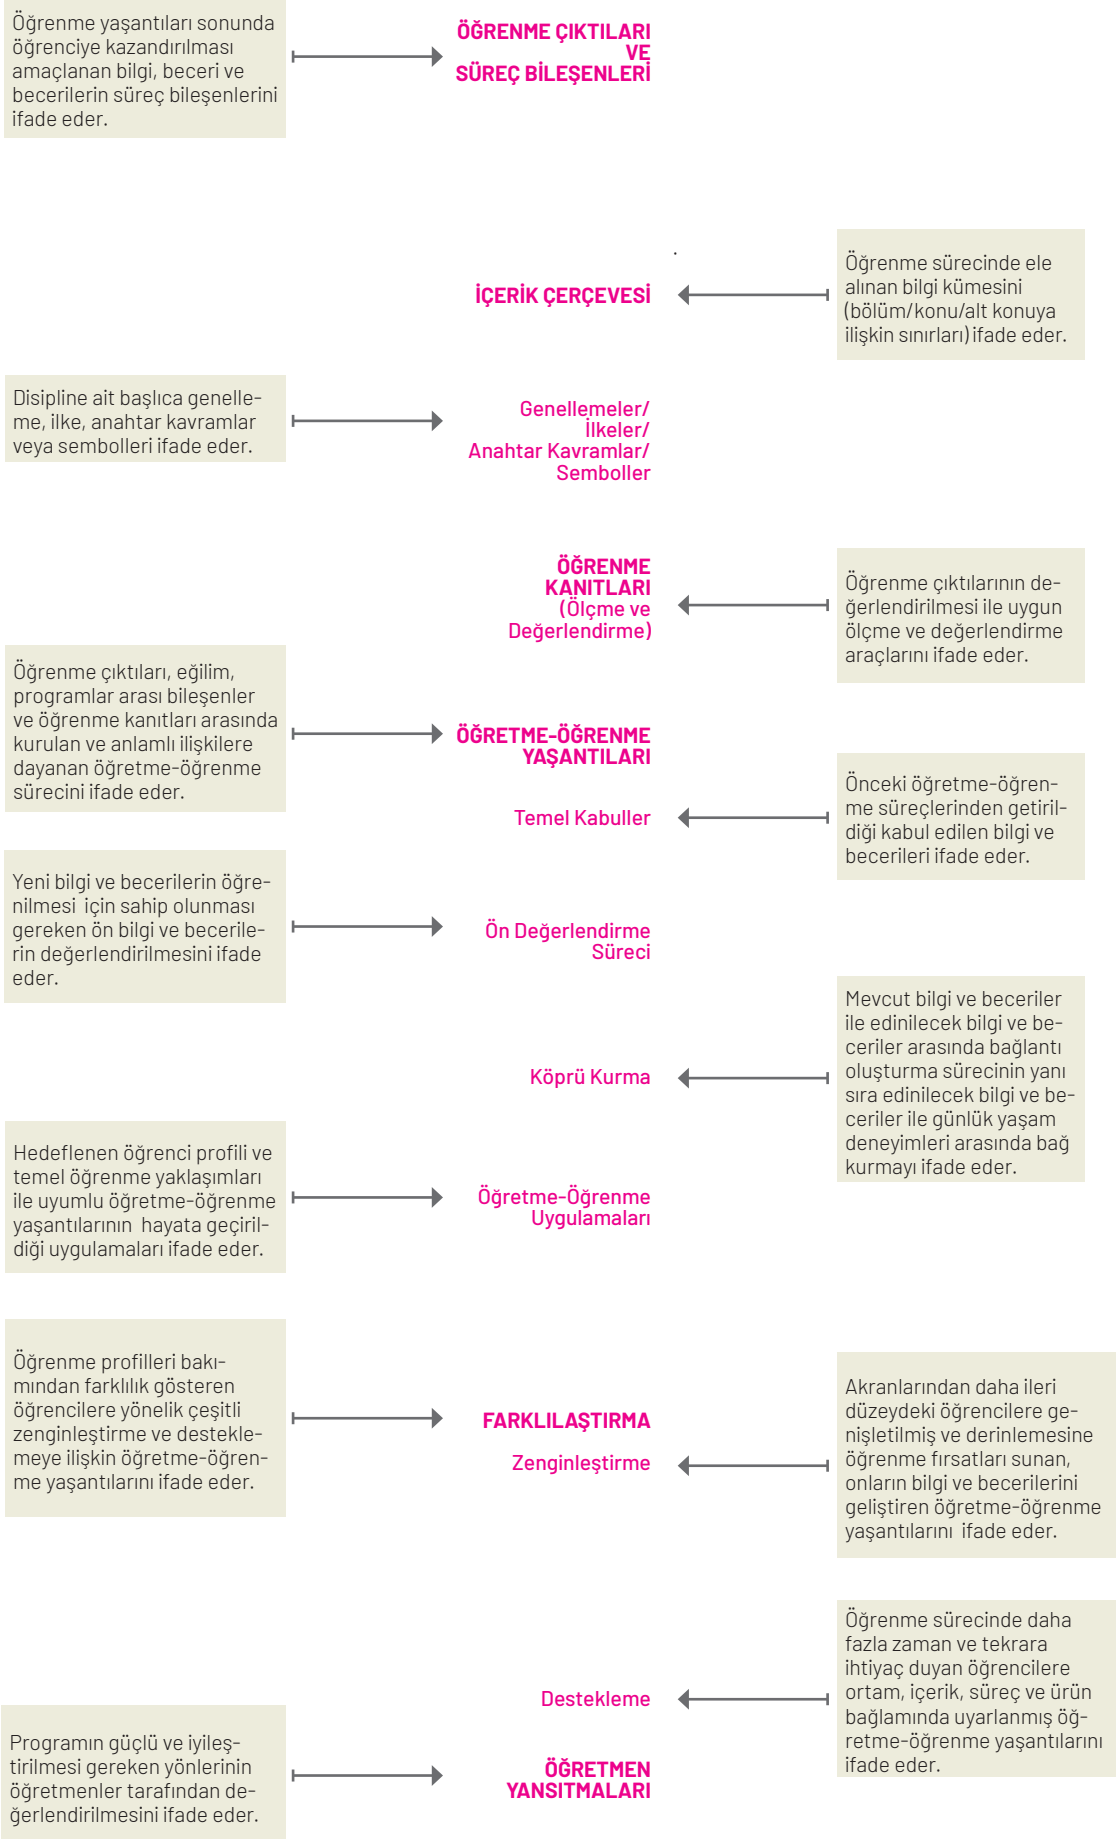 Öğrenme yaşantıları sonunda
öğrenciye kazandırılması
amaçlanan bilgi, beceri ve
becerilerin süreç bileşenlerini
ifade eder.
ÖĞRENME ÇIKTILARI
VE
SÜREÇ BİLEŞENLERİ
.
İÇERİK ÇERÇEVESİ
Öğrenme sürecinde ele
alınan bilgi kümesini
(bölüm/konu/alt konuya
ilişkin sınırları) ifade eder.
Disipline ait başlıca genelle-
me, ilke, anahtar kavramlar
veya sembolleri ifade eder.
Genellemeler/
İlkeler/
Anahtar Kavramlar/
Semboller
ÖĞRENME
KANITLARI
(Ölçme ve
Değerlendirme)
Öğrenme çıktılarının de-
ğerlendirilmesi ile uygun
ölçme ve değerlendirme
araçlarını ifade eder.
Öğrenme çıktıları, eğilim,
programlar arası bileşenler
ve öğrenme kanıtları arasında
kurulan ve anlamlı ilişkilere
dayanan öğretme-öğrenme
sürecini ifade eder.
ÖĞRETME-ÖĞRENME
YAŞANTILARI
Temel Kabuller
Önceki öğretme-öğren-
me süreçlerinden getiril-
diği kabul edilen bilgi ve
becerileri ifade eder.
Yeni bilgi ve becerilerin öğre-
nilmesi için sahip olunması
gereken ön bilgi ve becerile-
rin değerlendirilmesini ifade
eder.
Ön Değerlendirme
Süreci
Köprü Kurma
Mevcut bilgi ve beceriler
ile edinilecek bilgi ve be-
ceriler arasında bağlantı
oluşturma sürecinin yanı
sıra edinilecek bilgi ve be-
ceriler ile günlük yaşam
deneyimleri arasında bağ
kurmayı ifade eder.
Hedeflenen öğrenci profili ve
temel öğrenme yaklaşımları
ile uyumlu öğretme-öğrenme
yaşantılarının hayata geçiril-
diği uygulamaları ifade eder.
Öğretme-Öğrenme
Uygulamaları
Öğrenme profilleri bakı-
mından farklılık gösteren
öğrencilere yönelik çeşitli
zenginleştirme ve destekle-
meye ilişkin öğretme-öğren-
me yaşantılarını ifade eder.
FARKLILAŞTIRMA
Zenginleştirme
Akranlarından daha ileri
düzeydeki öğrencilere ge-
nişletilmiş ve derinlemesine
öğrenme fırsatları sunan,
onların bilgi ve becerilerini
geliştiren öğretme-öğrenme
yaşantılarını ifade eder.
Destekleme
Öğrenme sürecinde daha
fazla zaman ve tekrara
ihtiyaç duyan öğrencilere
ortam, içerik, süreç ve ürün
bağlamında uyarlanmış öğ-
retme-öğrenme yaşantılarını
ifade eder.
Programın güçlü ve iyileş-
tirilmesi gereken yönlerinin
öğretmenler tarafından de-
ğerlendirilmesini ifade eder.
ÖĞRETMEN
YANSITMALARI